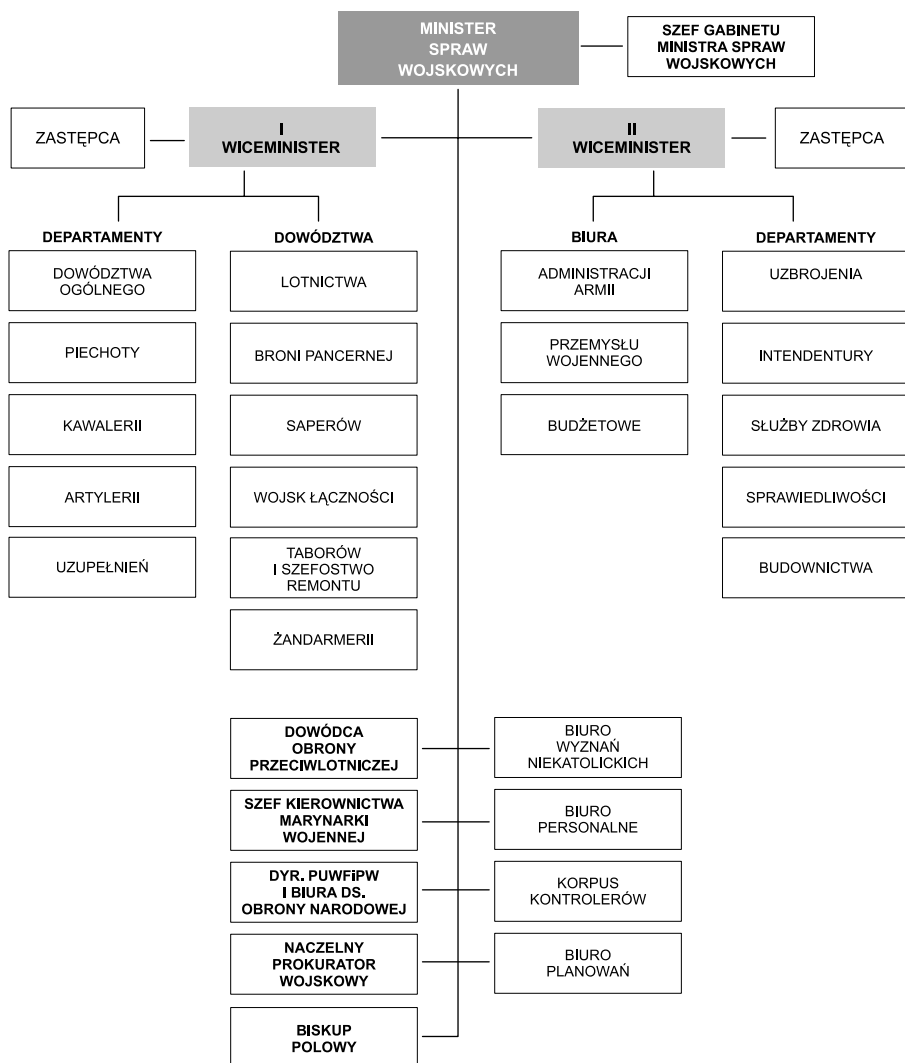 MINISTER
SPRAW
WOJSKOWYCH
SZEF GABINETU
MINISTRA SPRAW
WOJSKOWYCH
ZASTĘPCA
I
WICEMINISTER
II
WICEMINISTER
ZASTĘPCA
DEPARTAMENTY
DOWÓDZTWA
OGÓLNEGO
PIECHOTY
KAWALERII
ARTYLERII
UZUPEŁNIEŃ
DOWÓDZTWA
LOTNICTWA
BRONI PANCERNEJ
SAPERÓW
WOJSK ŁĄCZNOŚCI
TABORÓW
I SZEFOSTWO
REMONTU
ŻANDARMERII
BIURA
ADMINISTRACJI
ARMII
PRZEMYSŁU
WOJENNEGO
BUDŻETOWE
DEPARTAMENTY
UZBROJENIA
INTENDENTURY
SŁUŻBY ZDROWIA
SPRAWIEDLIWOŚCI
BUDOWNICTWA
DOWÓDCA
OBRONY
PRZECIWLOTNICZEJ
SZEF KIEROWNICTWA
MARYNARKI
WOJENNEJ
DYR. PUWFiPW
I BIURA DS.
OBRONY NARODOWEJ
NACZELNY
PROKURATOR
WOJSKOWY
BISKUP
POLOWY
BIURO
WYZNAŃ
NIEKATOLICKICH
BIURO
PERSONALNE
KORPUS
KONTROLERÓW
BIURO
PLANOWAŃ